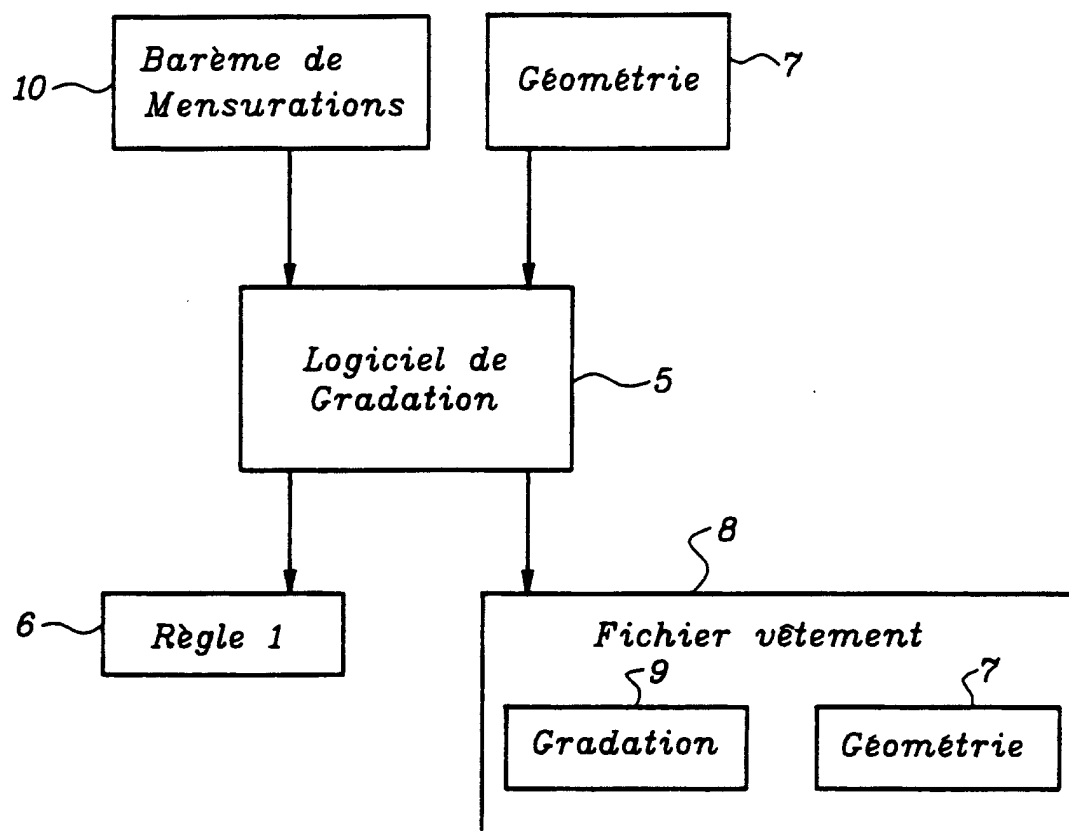 Barème de
Mensurations
10
Géométrie
7
Logiciel de
Gradation
5
8
6
Règle 1
Fichier vêtement
9
7
Gradation
Géométrie